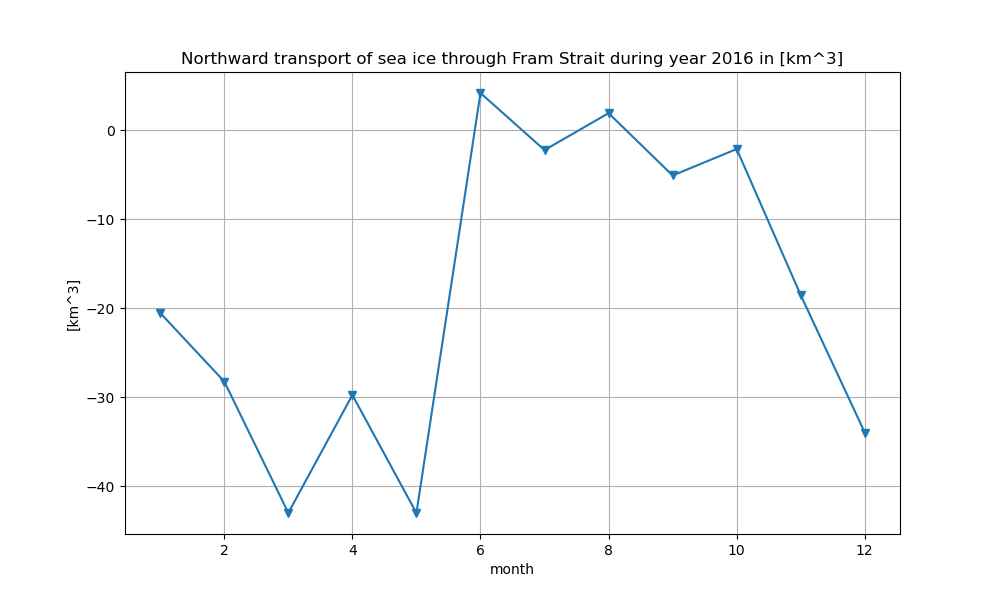 Northward transport of sea ice through Fram Strait during year 2016 in [km^3]
0
−10
−20
−30
−40
[km^3]
2 4 6 8 10 12
month